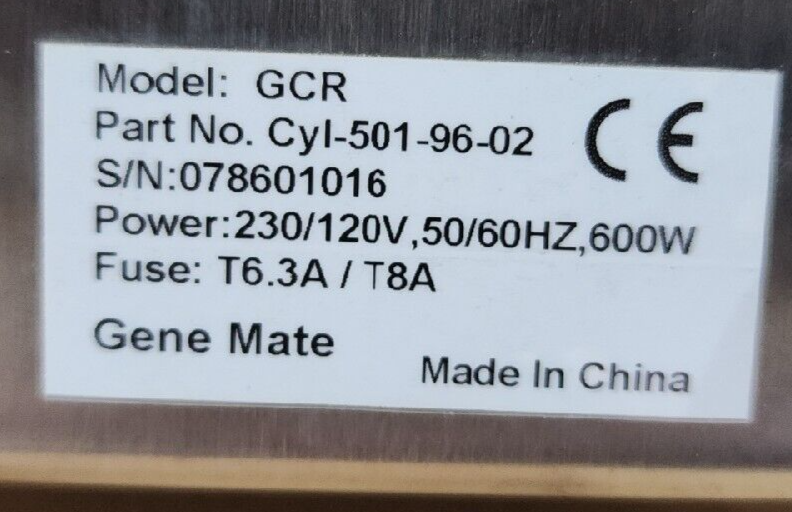 Model: GCR
Part No. Cyl-501-96-02
CE
S/N:078601016
Power:230/120V,50/60HZ,600W
Fuse: T6.3A / T8A
Gene Mate
Made In China